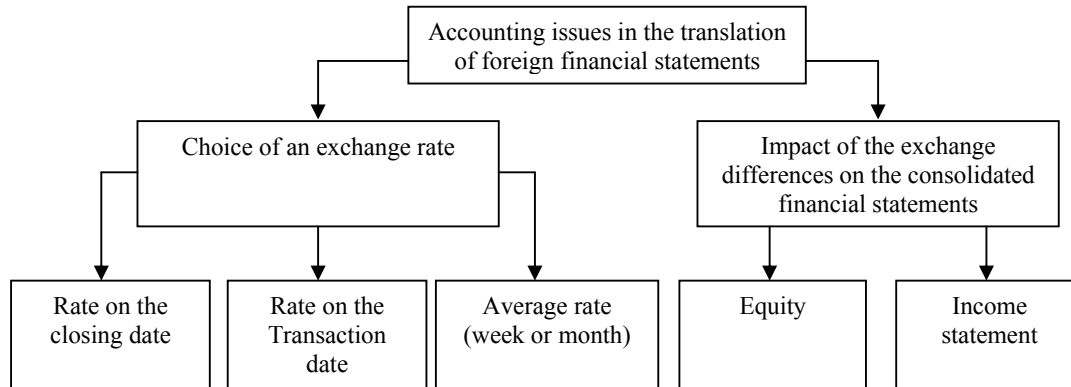 Accounting issues in the translation
of foreign financial statements
Choice of an exchange rate
Impact of the exchange
differences on the consolidated
financial statements
Rate on the
closing date
Rate on the
Transaction
date
Average rate
(week or month)
Equity
Income
statement